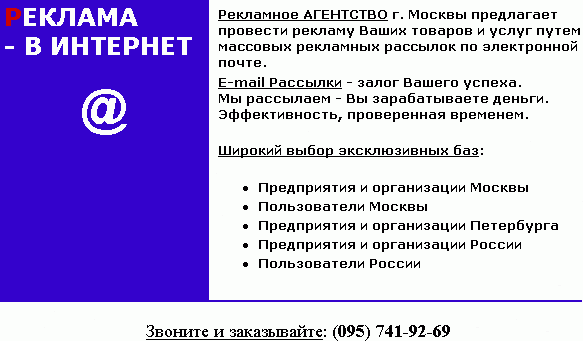 РЕКЛАМА
- В ИНТЕРНЕТ
@
Рекламное АГЕНТСТВО г. Москвы предлагает
провести рекламу Ваших товаров и услуг путем
массовых рекламных рассылок по электронной
почте.
E-mail Рассылки - залог Вашего успеха.
Мы рассылаем - Вы зарабатываете деньги.
Эффективность, проверенная временем.
Широкий выбор эксклюзивных баз:
• Предприятия и организации Москвы
• Пользователи Москвы
• Предприятия и организации Петербурга
• Предприятия и организации России
• Пользователи России
Звоните и заказывайте: (095) 741-92-69